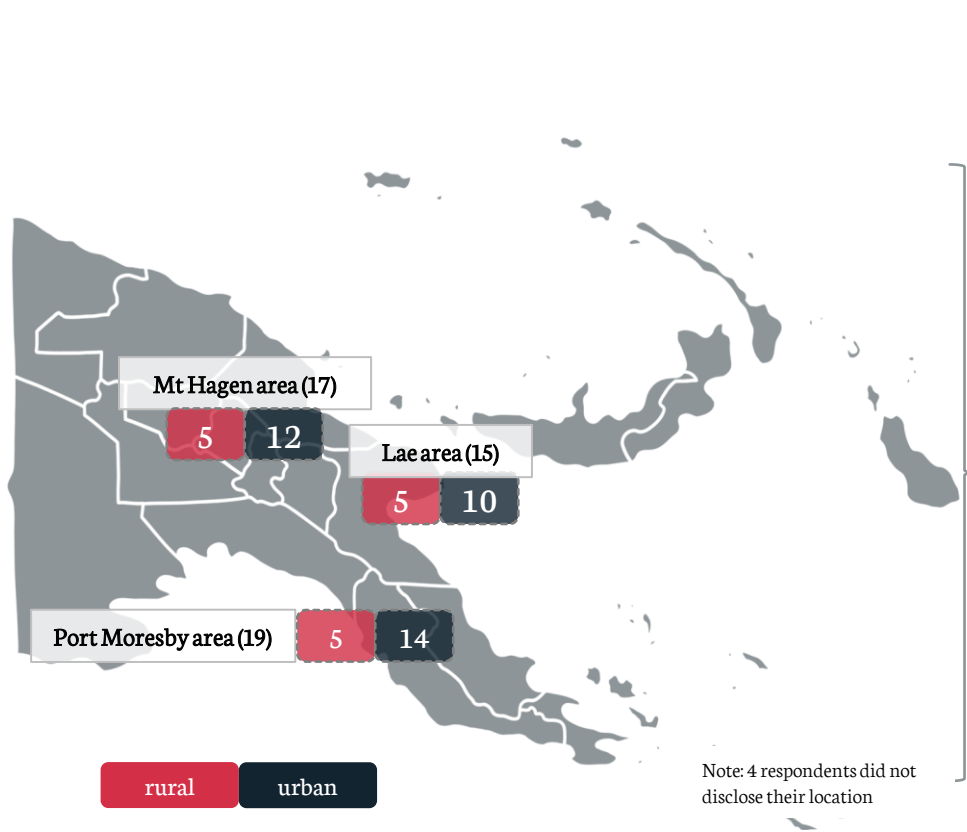 Mt Hagen area (17)
5 12
Lae area (15)
5 10
Port Moresby area (19) 5 14
rural urban
Note: 4 respondents did not
disclose their location